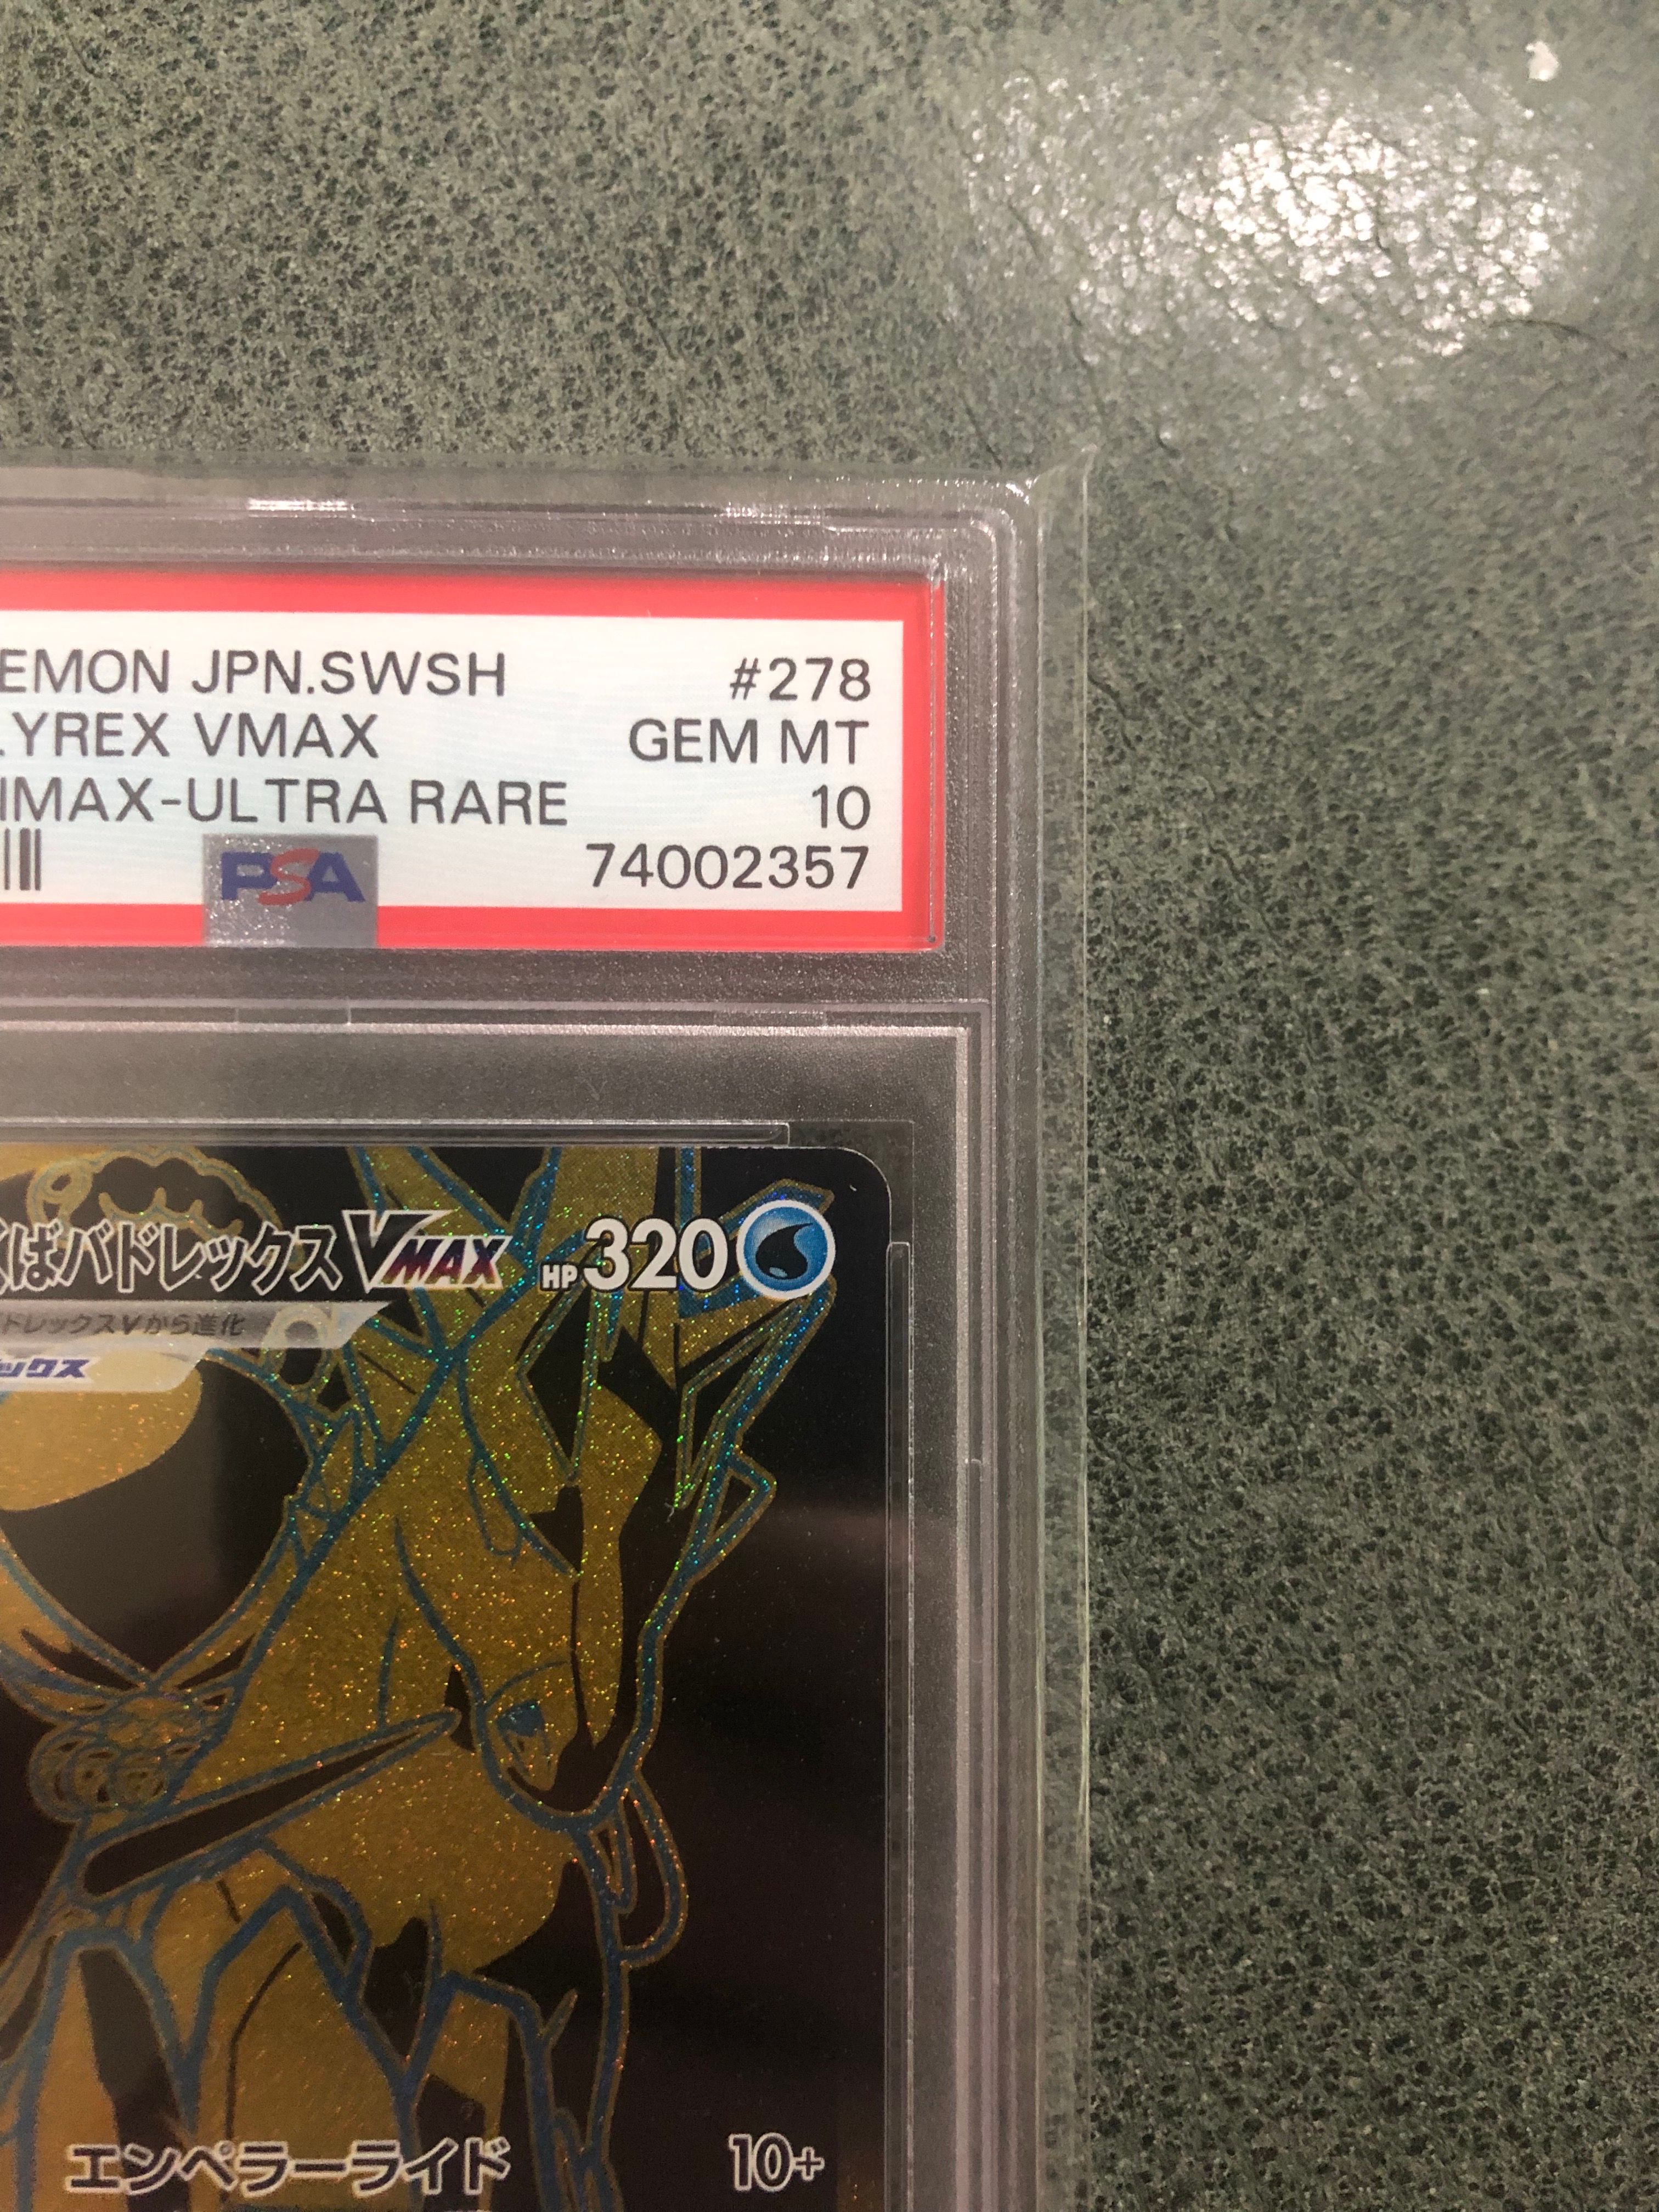 EMON JPN.SWSH #278
LYREX VMAX GEM MT
IMAX-ULTRA RARE 10
PSA 74002357
ばバドレックスVMAX HP320
ドレックスVから進化
ックス
エンペラーライド 10+